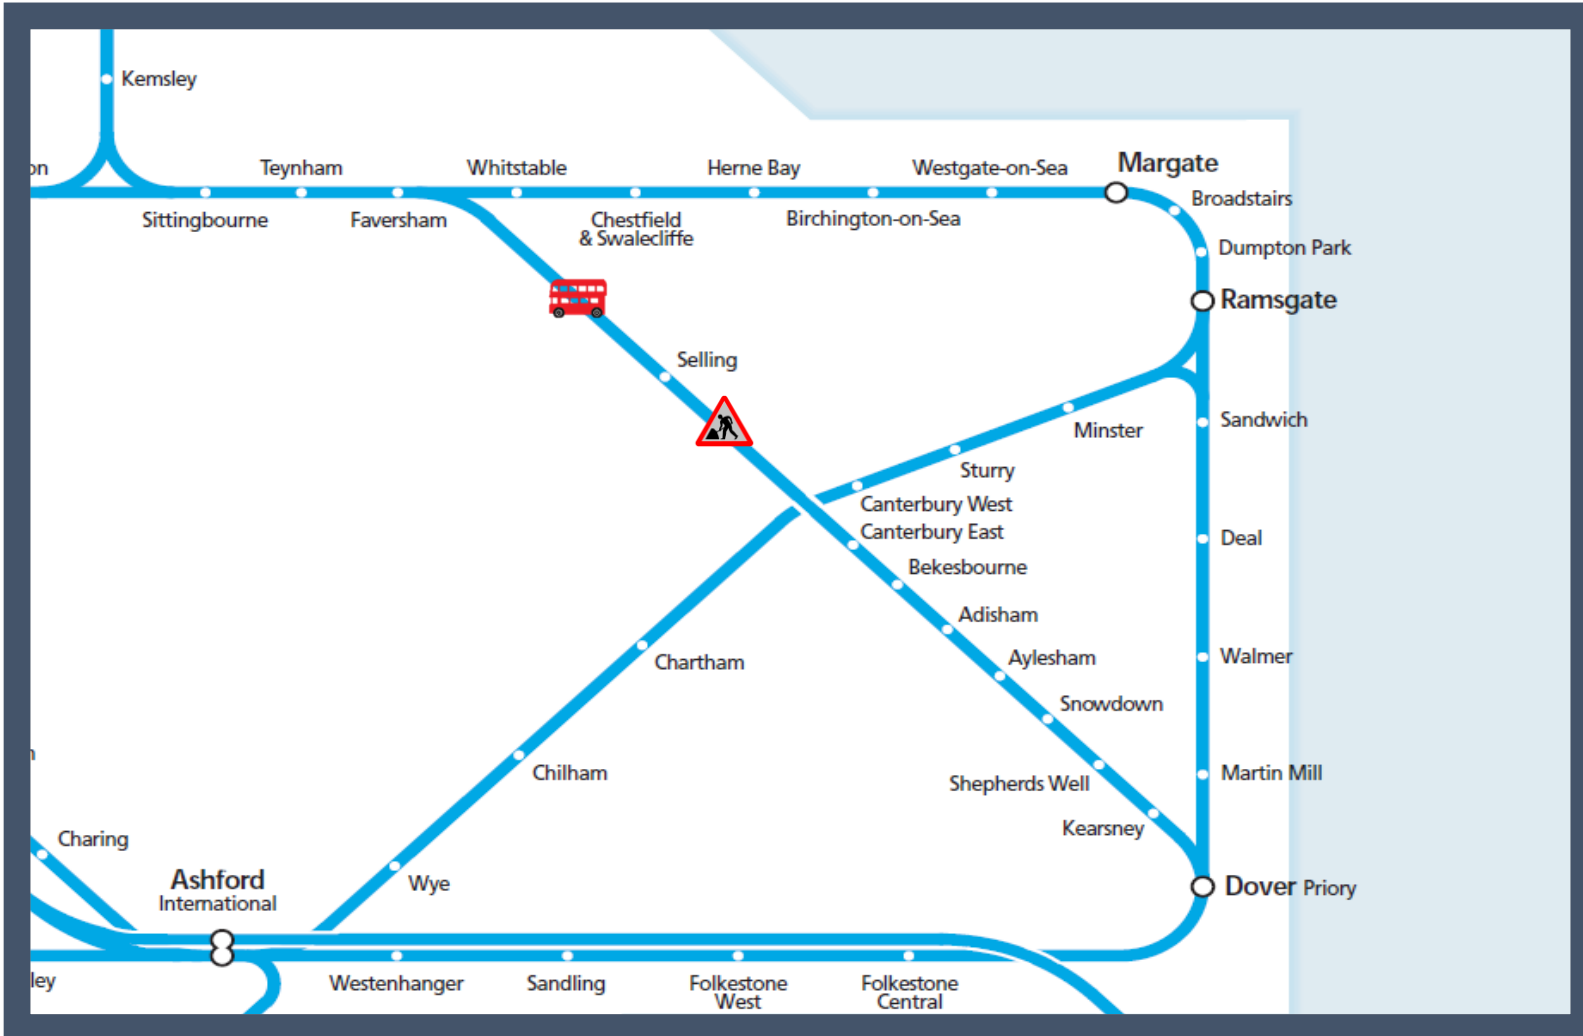 Kemsley
on
Teynham
Whitstable
Herne Bay
Westgate-on-Sea
Margate
Sittingbourne
Faversham
Chestfield
& Swalecliffe
Birchington-on-Sea
Broadstairs
Dumpton Park
Ramsgate
Selling
Minster
Sandwich
Sturry
Canterbury West
Canterbury East
Deal
Bekesbourne
Adisham
Aylesham
Walmer
Chartham
Snowdown
Chilham
Shepherds Well
Martin Mill
Kearsney
Charing
Ashford
International
Wye
Dover Priory
ley
Westenhanger
Sandling
Folkestone
West
Folkestone
Central